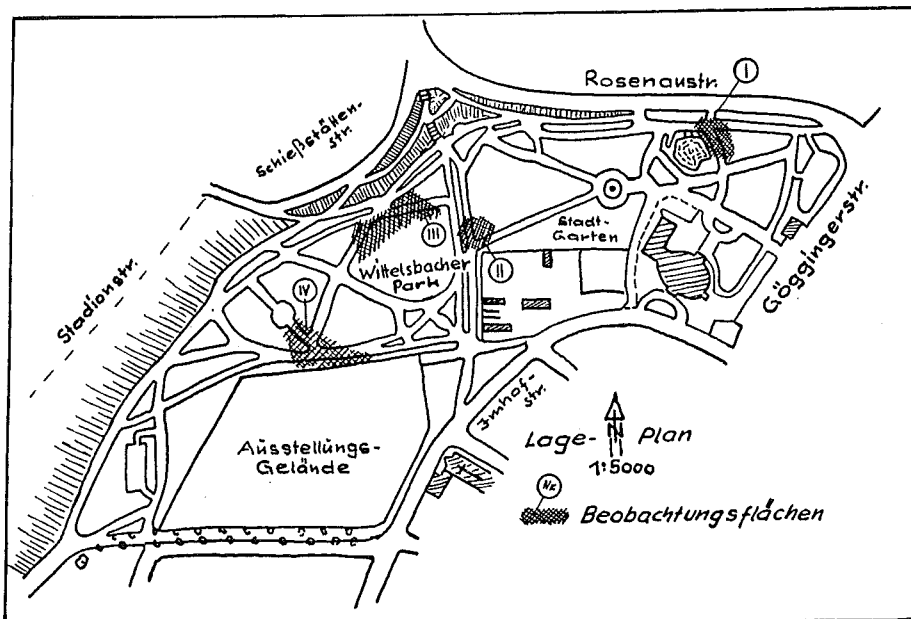 I
Rosenaustr.
Schießstätten-
str.
Stadt-
Garten
III
II
Wittelsbacher
Park
IV
Stadionstr.
Göggingerstr.
Imhof-
str.
Ausstellungs-
Gelände
N
Lage- Plan
1:5000
Nr
Beobachtungsflächen